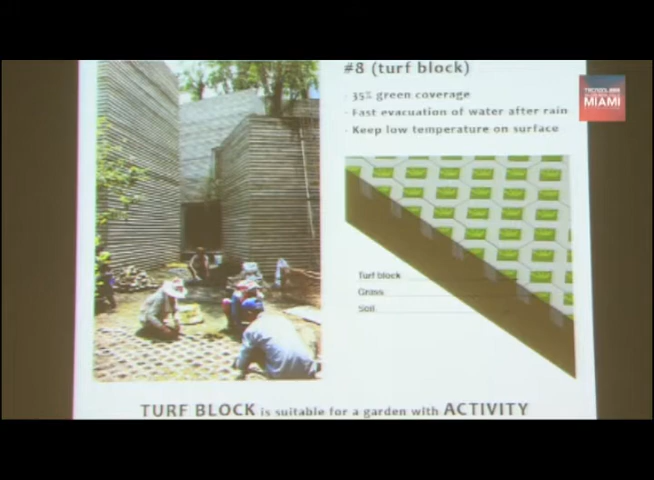 #8 (turf block)
· 35% green coverage
· Fast evacuation of water after rain
· Keep low temperature on surface
MIAMI
Turf block
Grass
Soil
TURF BLOCK is suitable for a garden with ACTIVITY